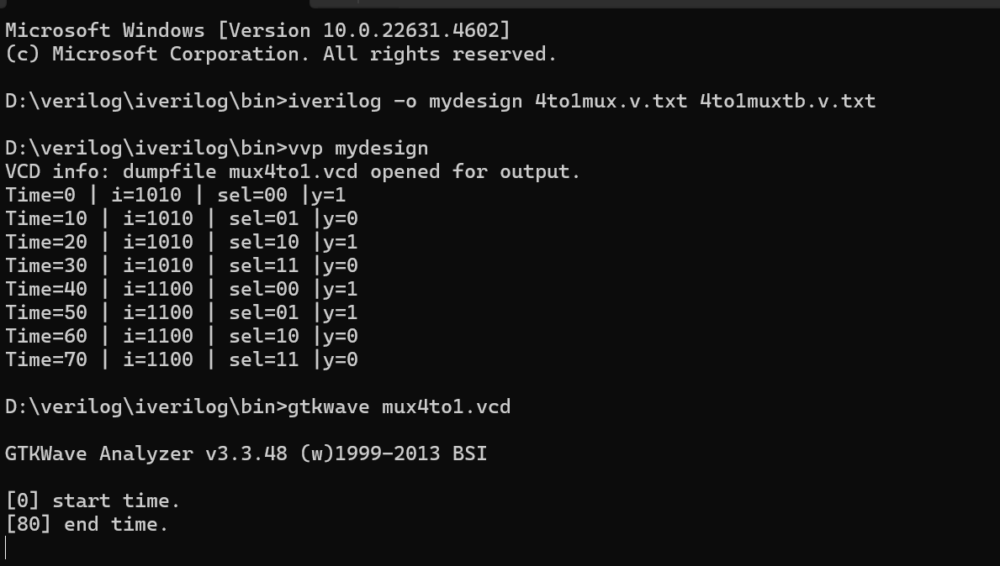 Microsoft Windows [Version 10.0.22631.4602]
(c) Microsoft Corporation. All rights reserved.
D:\verilog\iverilog\bin>iverilog -o mydesign 4to1mux.v.txt 4to1muxtb.v.txt
D:\verilog\iverilog\bin>vvp mydesign
VCD info: dumpfile mux4to1.vcd opened for output.
Time=0 | i=1010 | sel=00 |y=1
Time=10 | i=1010 | sel=01 |y=0
Time=20 | i=1010 | sel=10 |y=1
Time=30 | i=1010 | sel=11 |y=0
Time=40 | i=1100 | sel=00 |y=1
Time=50 | i=1100 | sel=01 |y=1
Time=60 | i=1100 | sel=10 |y=0
Time=70 | i=1100 | sel=11 |y=0
D:\verilog\iverilog\bin>gtkwave mux4to1.vcd
GTKWave Analyzer v3.3.48 (w)1999-2013 BSI
[0] start time.
[80] end time.